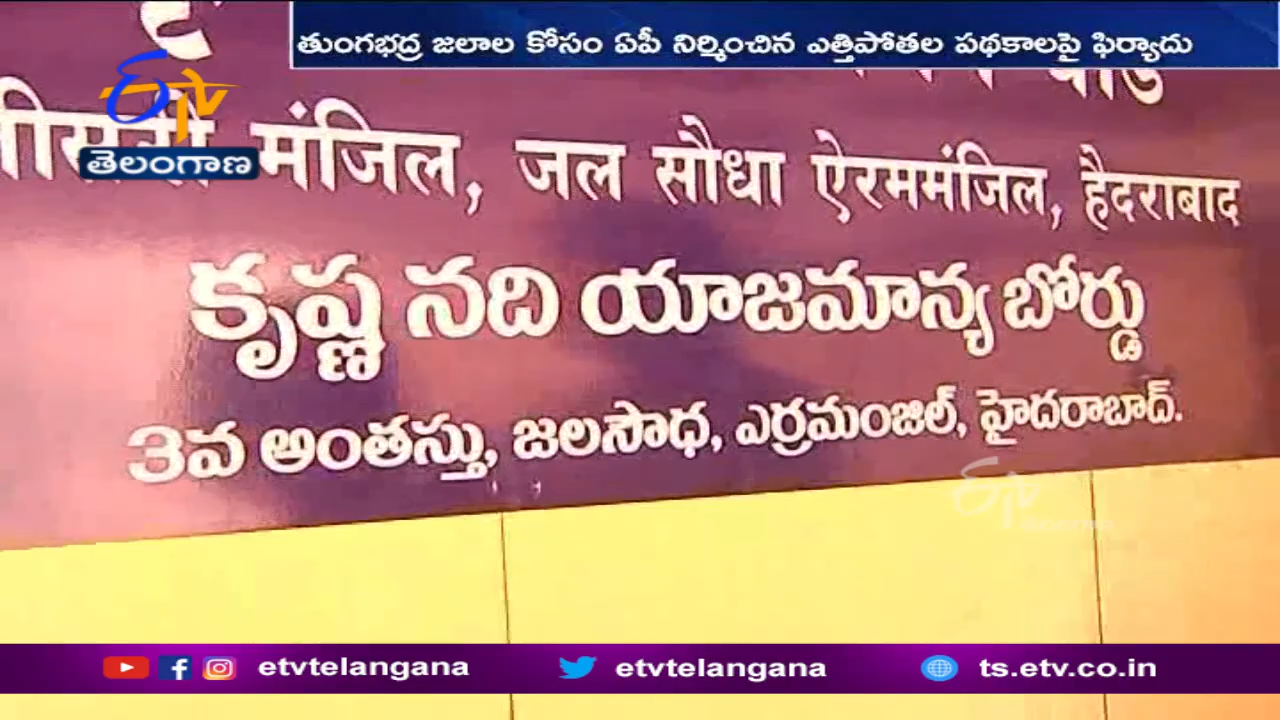 తుంగభద్ర జలాల కోసం ఏపీ నిర్మించిన ఎత్తిపోతల పథకాలపై ఫిర్యాదు
ETV
తెలంగాణ
मंजिल, जल सौधा ऐरममंजिल, हैदराबाद
కృష్ణ నది యాజమాన్య బోర్డు
3వ అంతస్తు, జలసౌధ, ఎర్రమంజిల్, హైదరాబాద్.
etvtelangana etvtelangana ts.etv.co.in